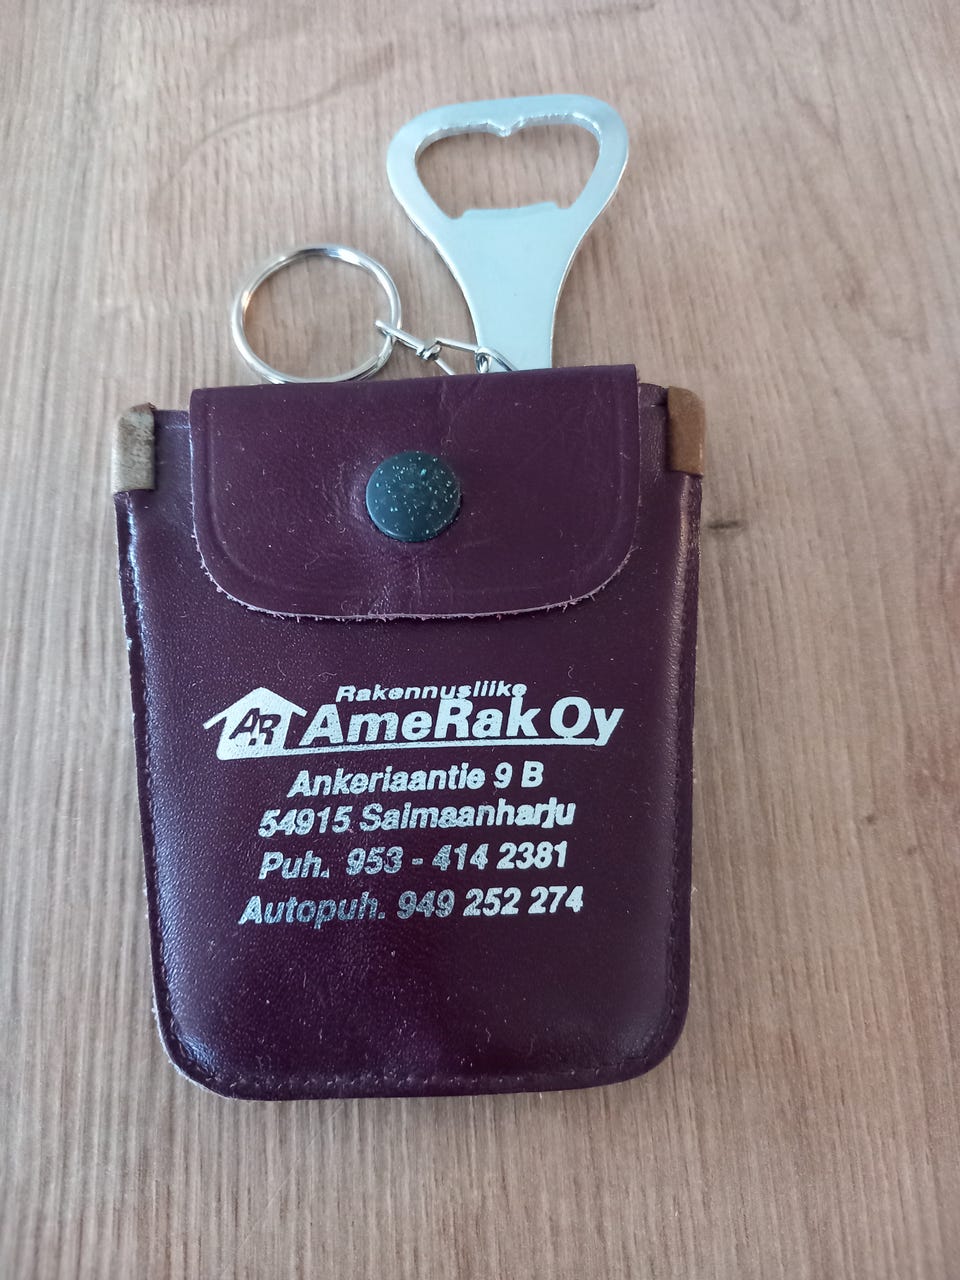 Rakennusliike
AR AmeRak Oy
Ankeriaantie 9 B
54915 Saimaanharju
Puh. 953 - 414 2381
Autopuh. 949 252 274